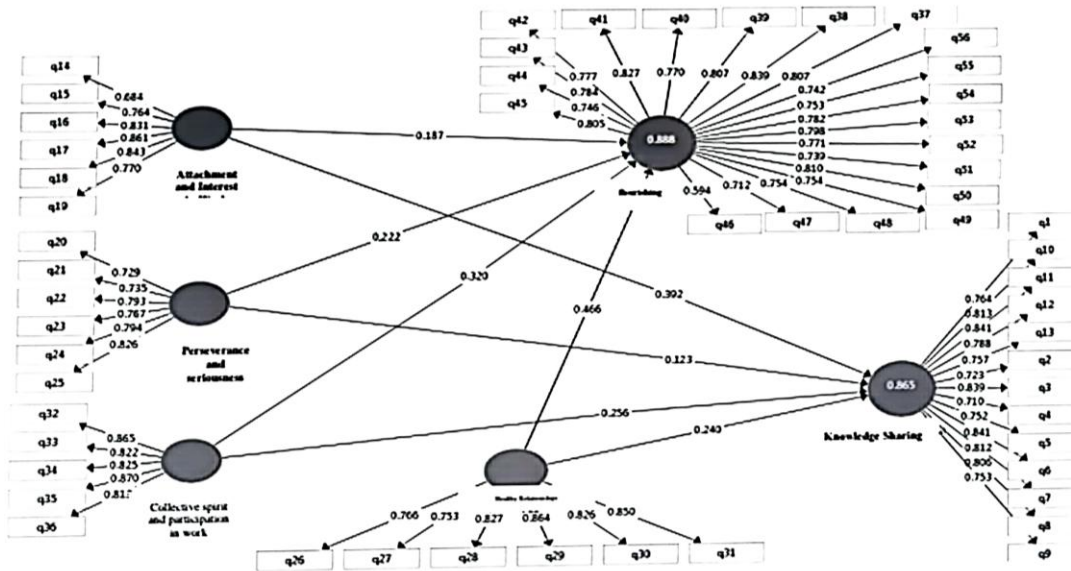 q42
q41
q40
q39
q38
q37
q43
q44
q45
q56
q55
q54
q53
q52
q51
q50
q49
q46
q47
q48
0.777
0.784
0.746
0.805
0.827
0.770
0.807
0.839
0.807
0.742
0.753
0.782
0.798
0.771
0.739
0.810
0.754
0.754
0.712
0.594
0.888
flourishing
q14
q15
q16
q17
q18
q19
0.684
0.764
0.831
0.861
0.843
0.770
Attachment
and Interest
0.187
0.392
q20
q21
q22
q23
q24
q25
0.729
0.735
0.793
0.767
0.794
0.826
Perseverance
and
seriousness
0.222
0.123
q32
q33
q34
q35
q36
0.865
0.822
0.825
0.870
Collective spirit
and participation
in work
0.320
0.256
0.466
0.240
Healthy Relationships
0.766
0.753
0.827
0.864
0.826
0.850
q26
q27
q28
q29
q30
q31
0.865
Knowledge Sharing
0.764
0.813
0.841
0.788
0.757
0.723
0.839
0.710
0.752
0.841
0.812
0.806
0.753
q1
q10
q11
q12
q13
q2
q3
q4
q5
q6
q7
q8
q9